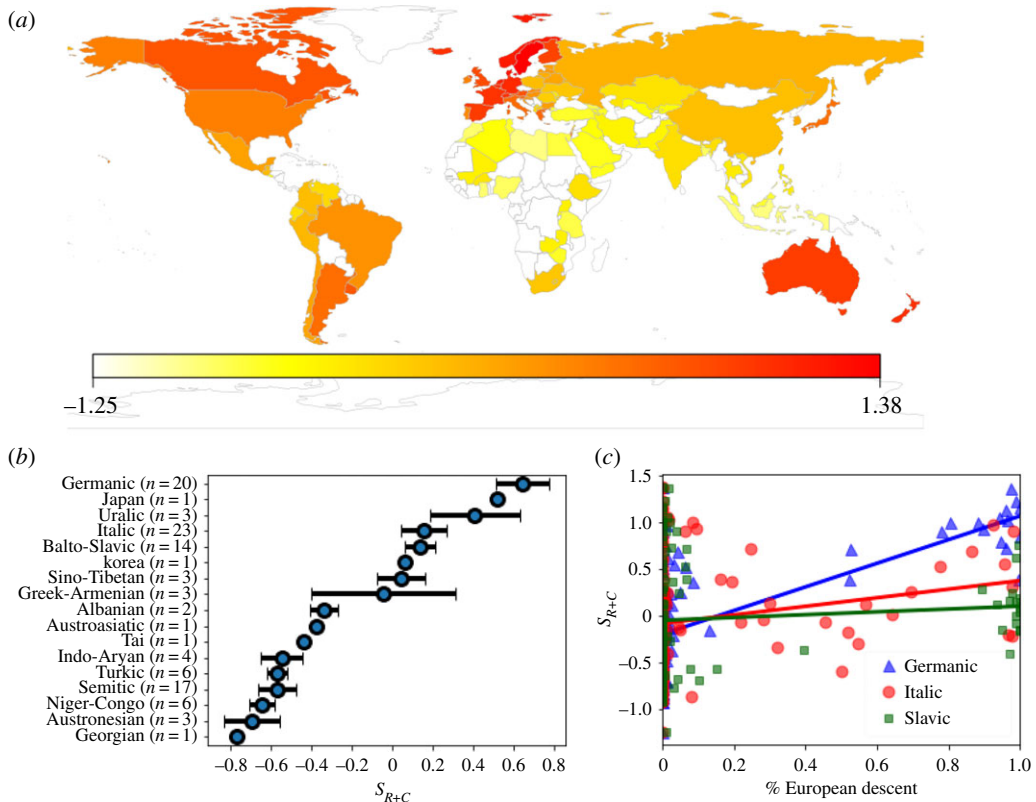 (a)
−1.25
1.38
(b)
Germanic (n = 20)
Japan (n = 1)
Uralic (n = 3)
Italic (n = 23)
Balto-Slavic (n = 14)
korea (n = 1)
Sino-Tibetan (n = 3)
Greek-Armenian (n = 3)
Albanian (n = 2)
Austroasiatic (n = 1)
Tai (n = 1)
Indo-Aryan (n = 4)
Turkic (n = 6)
Semitic (n = 17)
Niger-Congo (n = 6)
Austronesian (n = 3)
Georgian (n = 1)
−0.8 −0.6 −0.4 −0.2 0 0.2 0.4 0.6 0.8
S_{R+C}
(c)
1.5
1.0
0.5
0
−0.5
−1.0
S_{R+C}
Germanic
Italic
Slavic
0 0.2 0.4 0.6 0.8 1.0
% European descent